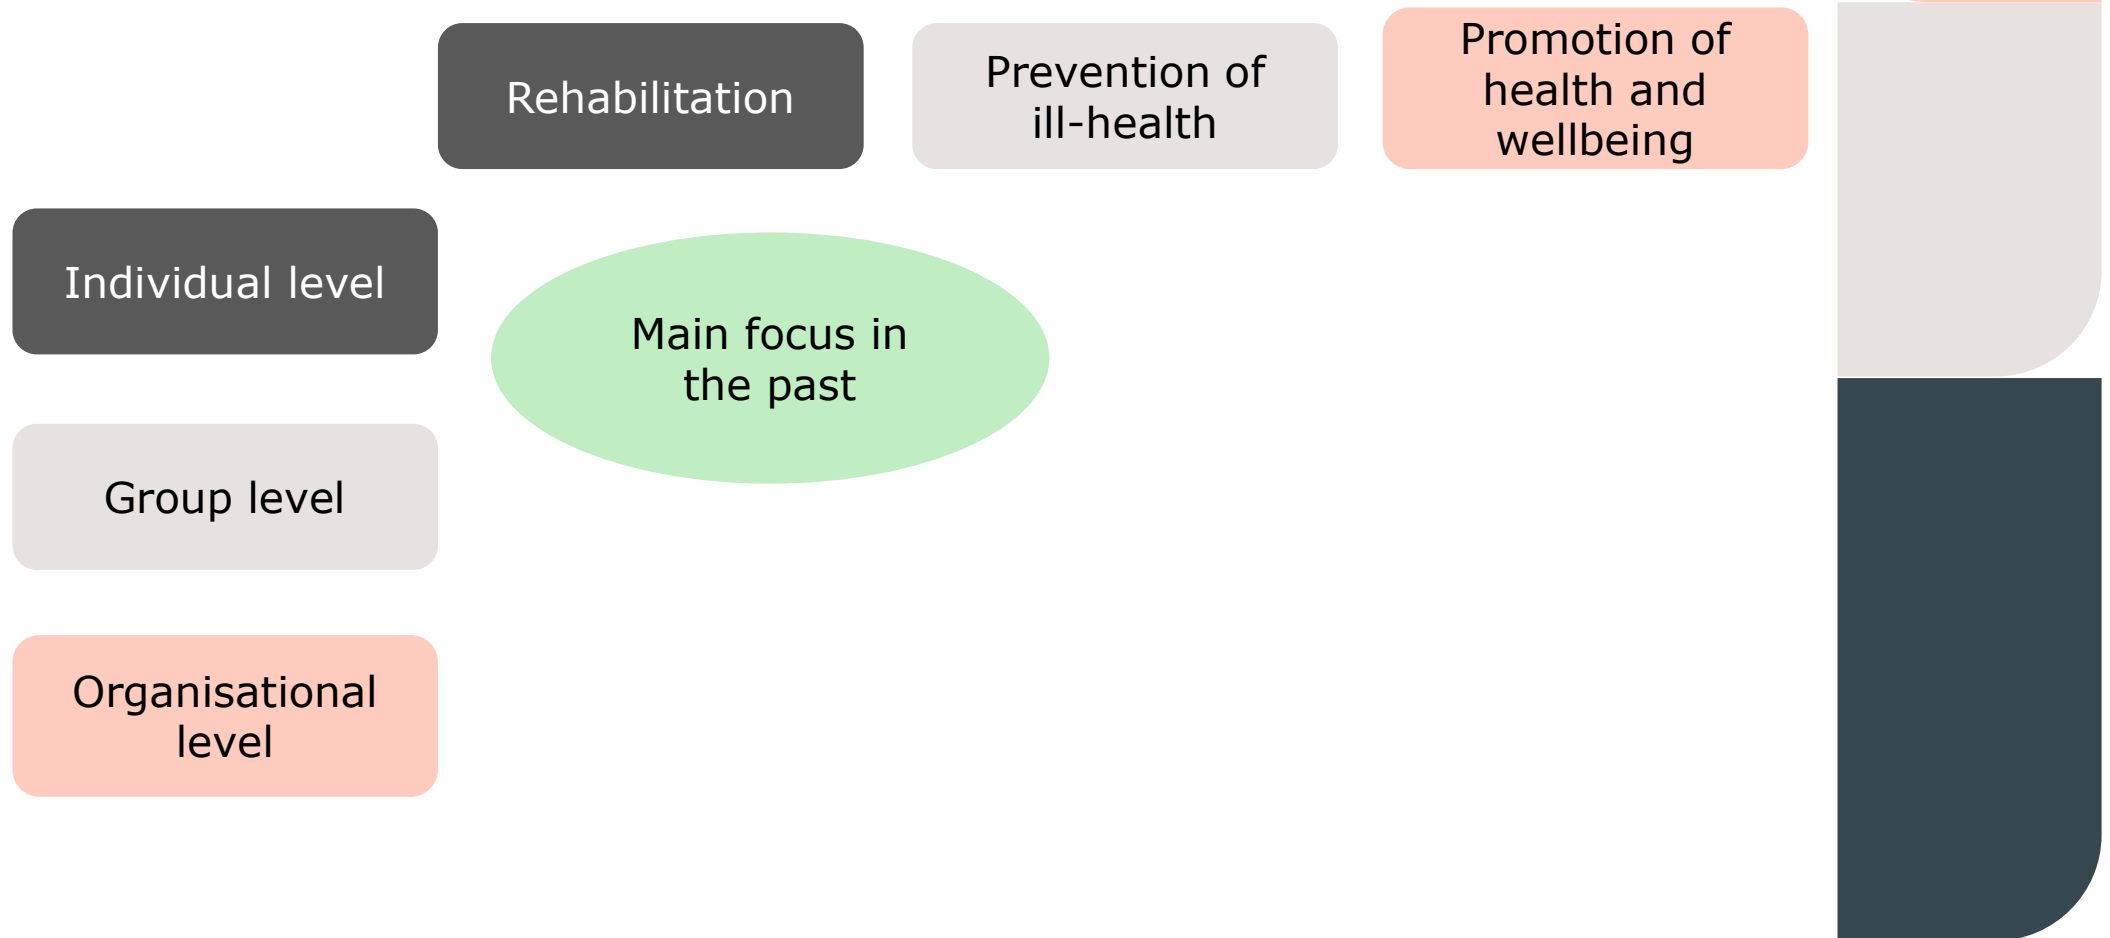 Rehabilitation
Prevention of
ill-health
Promotion of
health and
wellbeing
Individual level
Main focus in
the past
Group level
Organisational
level